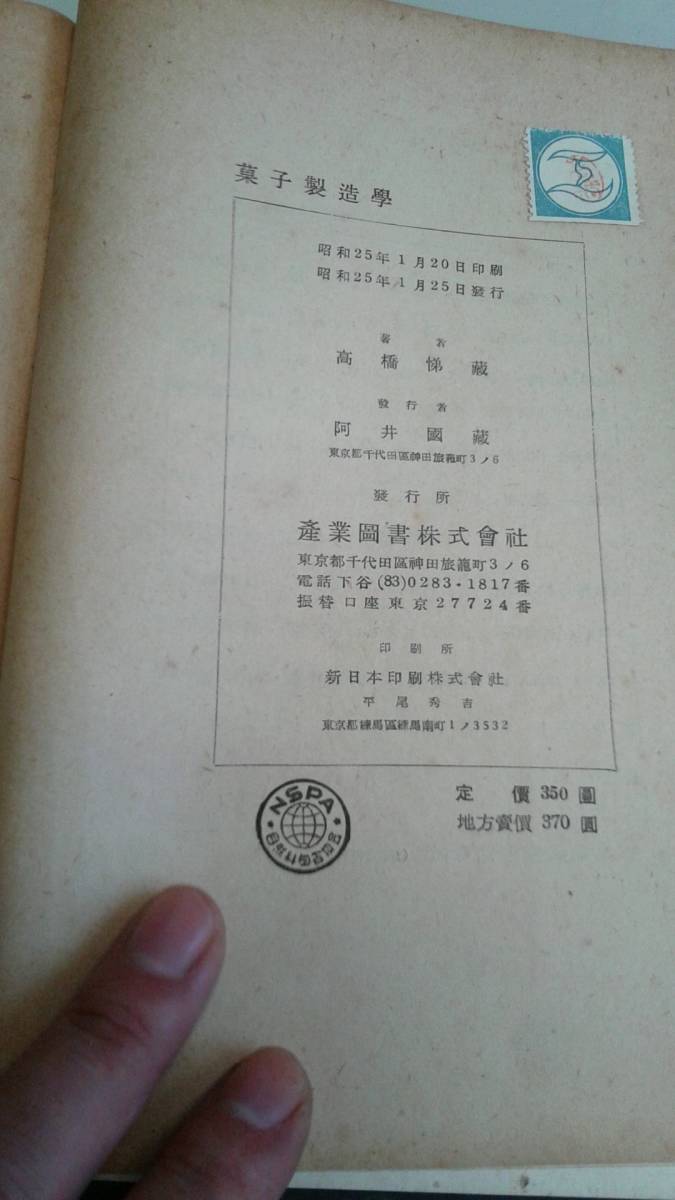 菓子製造學
昭和25年1月20日印刷
昭和25年1月25日發行
著 者
高橋悌藏
發行者
阿井國藏
東京都千代田區神田旅籠町3ノ6
發行所
產業圖書株式會社
東京都千代田區神田旅籠町3ノ6
電話下谷(83)0283・1817番
振替口座東京27724番
印刷所
新日本印刷株式會社
平尾秀吉
東京都練馬區練馬南町1ノ3532
定 價 350 圓
地方賣價 370 圓
NSPA